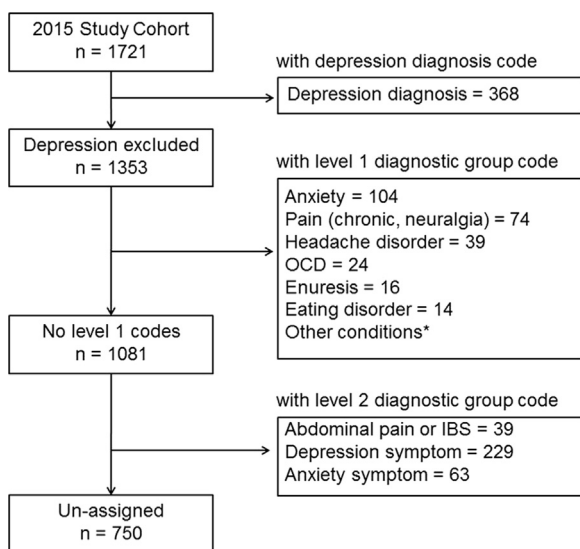 2015 Study Cohort
n = 1721
with depression diagnosis code
Depression diagnosis = 368
Depression excluded
n = 1353
with level 1 diagnostic group code
Anxiety = 104
Pain (chronic, neuralgia) = 74
Headache disorder = 39
OCD = 24
Enuresis = 16
Eating disorder = 14
Other conditions*
No level 1 codes
n = 1081
with level 2 diagnostic group code
Abdominal pain or IBS = 39
Depression symptom = 229
Anxiety symptom = 63
Un-assigned
n = 750